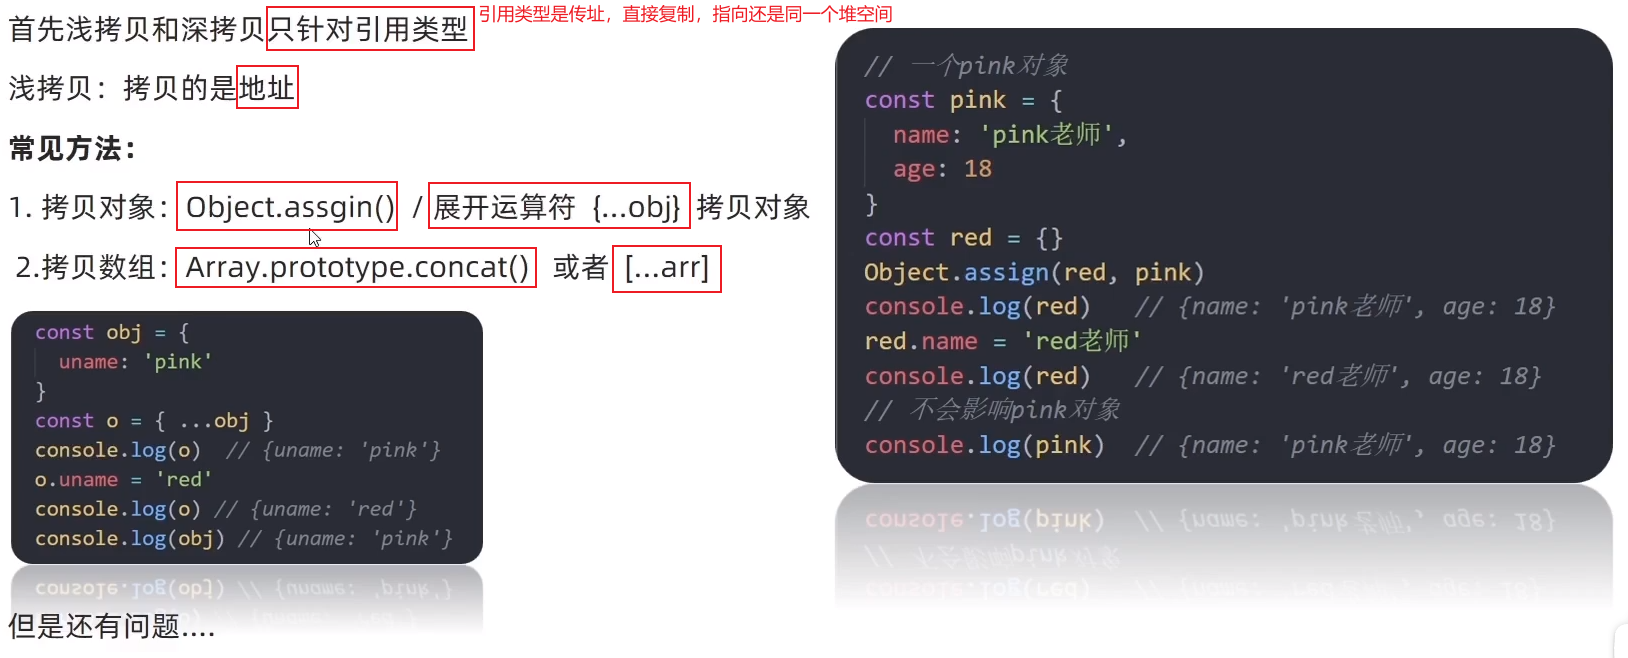 首先浅拷贝和深拷贝只针对引用类型
引用类型是传址，直接复制，指向还是同一个堆空间
浅拷贝：拷贝的是地址
常见方法：
1. 拷贝对象：Object.assgin() / 展开运算符 {...obj} 拷贝对象
2.拷贝数组：Array.prototype.concat() 或者 [...arr]
const obj = {
uname: 'pink'
}
const o = { ...obj }
console.log(o) // {uname: 'pink'}
o.uname = 'red'
console.log(o) // {uname: 'red'}
console.log(obj) // {uname: 'pink'}
但是还有问题....
// 一个pink对象
const pink = {
name: 'pink老师',
age: 18
}
const red = {}
Object.assign(red, pink)
console.log(red) // {name: 'pink老师', age: 18}
red.name = 'red老师'
console.log(red) // {name: 'red老师', age: 18}
// 不会影响pink对象
console.log(pink) // {name: 'pink老师', age: 18}